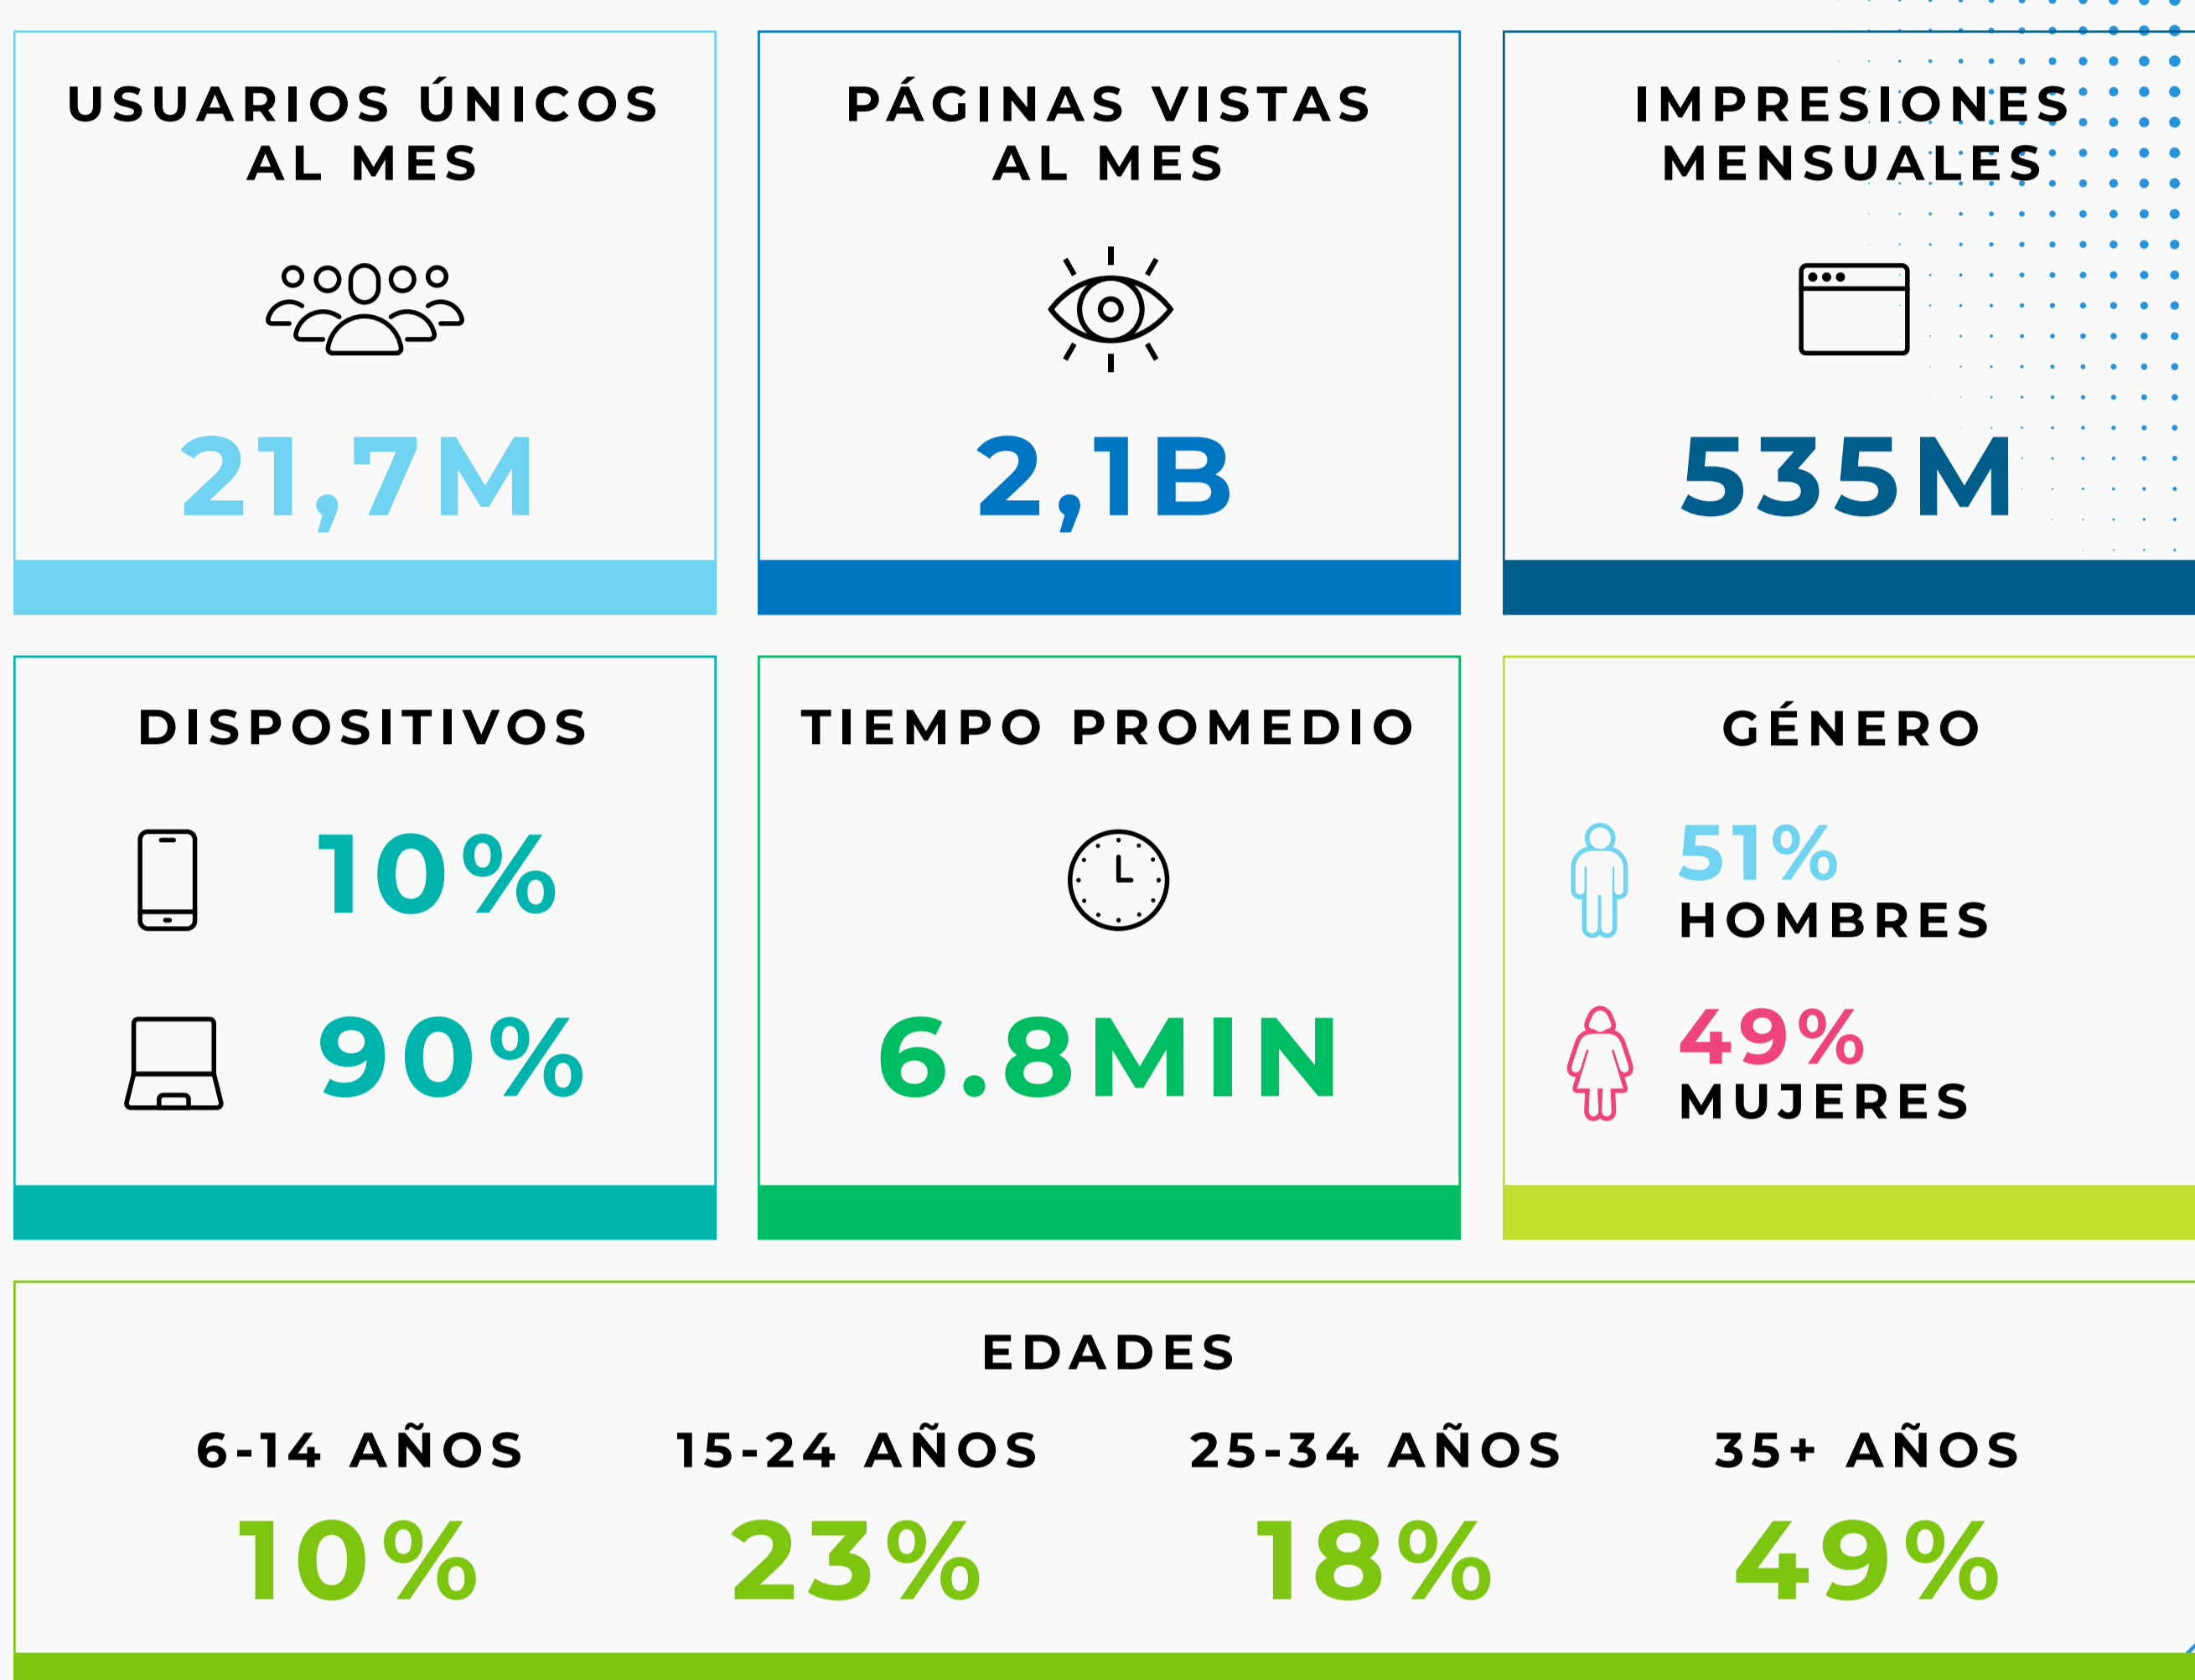 USUARIOS ÚNICOS
AL MES
21,7M
PÁGINAS VISTAS
AL MES
2,1B
IMPRESIONES
MENSUALES
535M
DISPOSITIVOS
10%
90%
TIEMPO PROMEDIO
6.8MIN
GÉNERO
51%
HOMBRES
49%
MUJERES
EDADES
6-14 AÑOS
10%
15-24 AÑOS
23%
25-34 AÑOS
18%
35+ AÑOS
49%